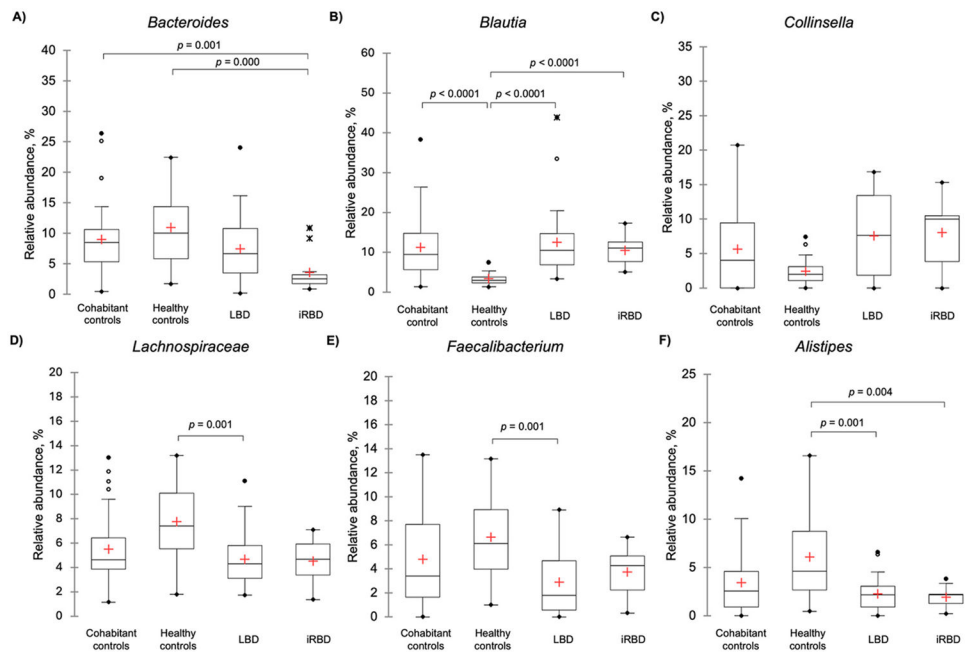 A)
Bacteroides
p = 0.001
p = 0.000
Relative abundance, %
40
35
30
25
20
15
10
5
0
Cohabitant controls
Healthy controls
LBD
iRBD
B)
Blautia
p < 0.0001
p < 0.0001
p < 0.0001
Relative abundance, %
60
50
40
30
20
10
0
Cohabitant control
Healthy controls
LBD
iRBD
C)
Collinsella
Relative abundance, %
35
30
25
20
15
10
5
0
Cohabitant controls
Healthy controls
LBD
iRBD
D)
Lachnospiraceae
p = 0.001
Relative abundance, %
20
18
16
14
12
10
8
6
4
2
0
Cohabitant controls
Healthy controls
LBD
iRBD
E)
Faecalibacterium
p = 0.001
Relative abundance, %
20
18
16
14
12
10
8
6
4
2
0
Cohabitant controls
Healthy controls
LBD
iRBD
F)
Alistipes
p = 0.004
p = 0.001
Relative abundance, %
25
20
15
10
5
0
Cohabitant controls
Healthy controls
LBD
iRBD